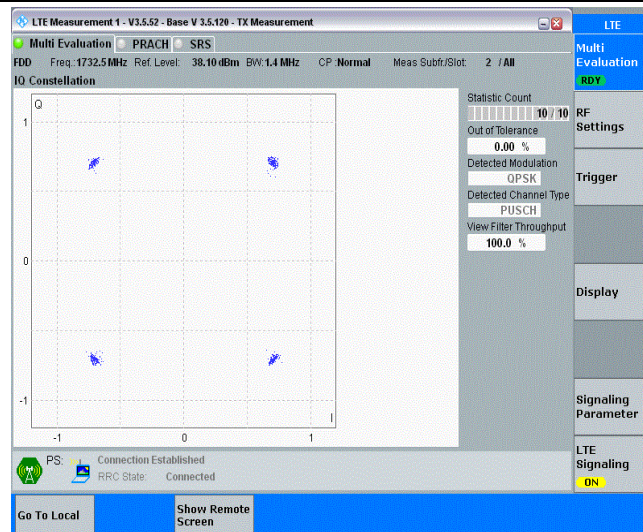 LTE Measurement 1 - V3.5.52 - Base V 3.5.120 - TX Measurement
LTE
Multi Evaluation PRACH SRS
FDD Freq.:1732.5 MHz Ref. Level: 38.10 dBm BW:1.4 MHz CP :Normal Meas Subfr./Slot: 2 / All
IQ Constellation
Multi
Evaluation
RDY
Q
1
0
-1
-1 0 1
I
Statistic Count
10 / 10
Out of Tolerance
0.00 %
Detected Modulation
QPSK
Detected Channel Type
PUSCH
View Filter Throughput
100.0 %
RF
Settings
Trigger
Display
Signaling
Parameter
LTE
Signaling
ON
PS: Connection Established
RRC State: Connected
Go To Local
Show Remote
Screen